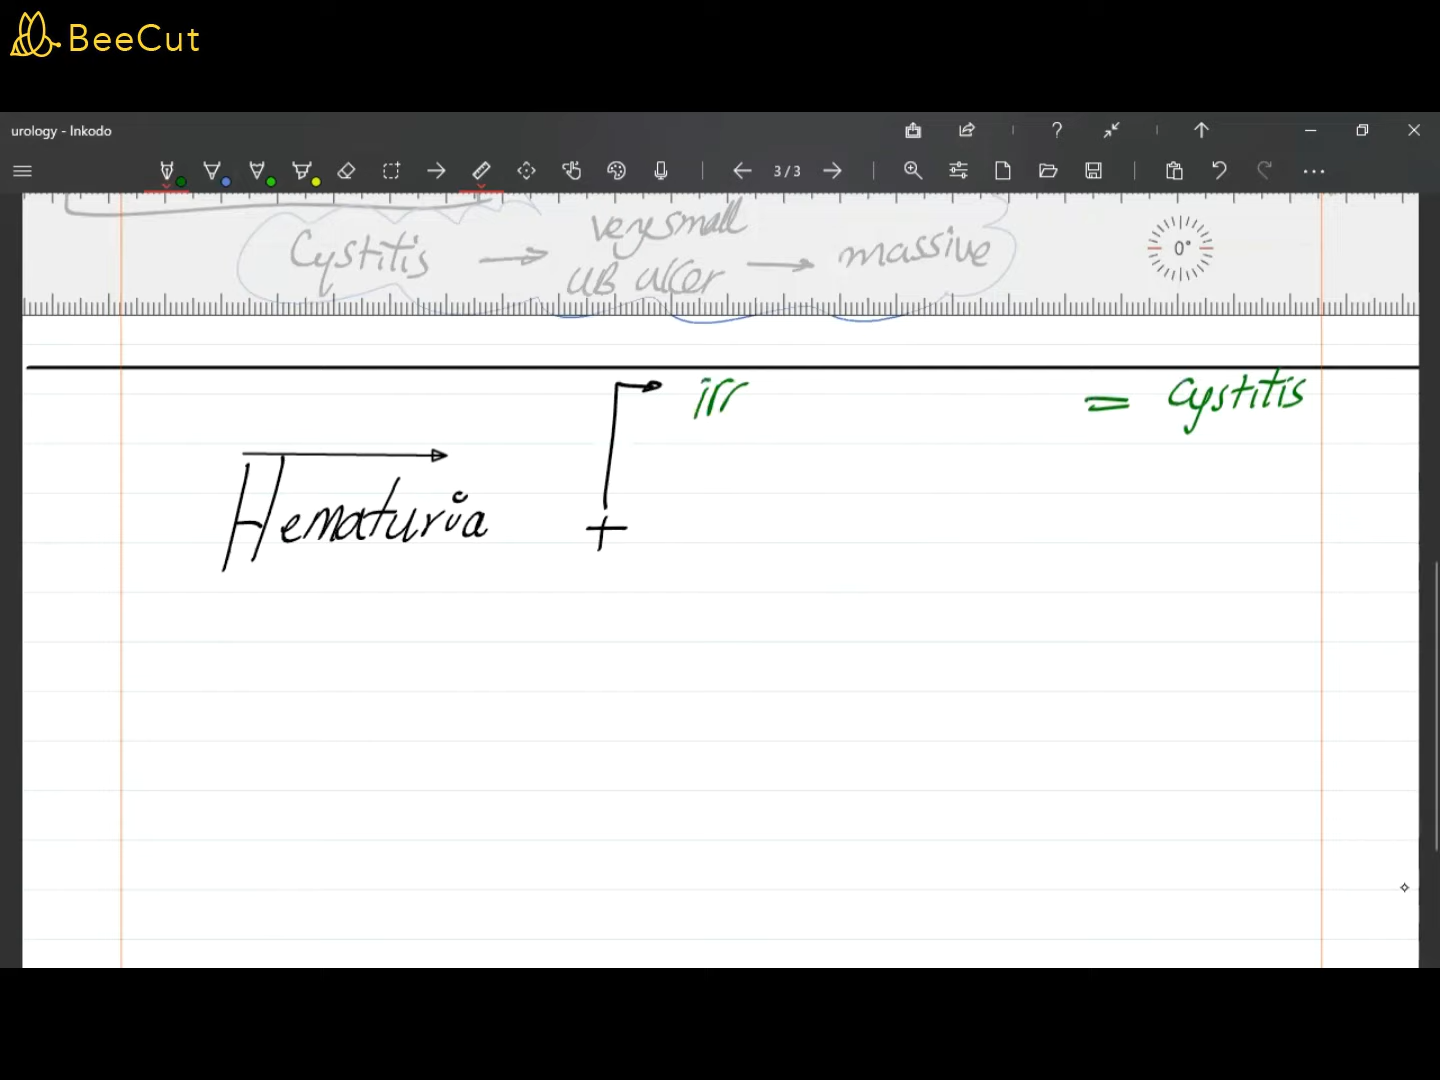 BeeCut
urology - Inkodo
3 / 3
Cystitis → very small UB ulcer → massive
0°
irr = Cystitis
Hematuria +